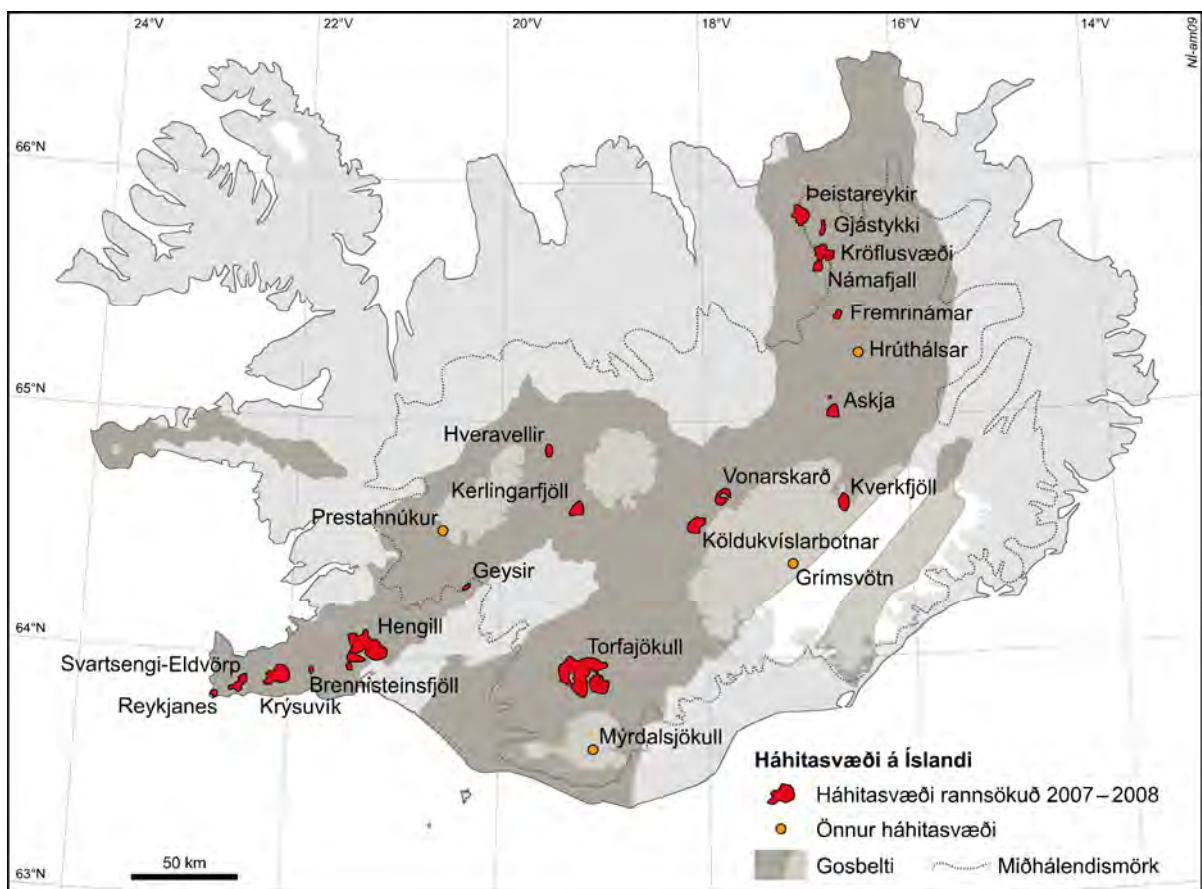 24°V
22°V
20°V
18°V
16°V
14°V
NI-am09
66°N
65°N
64°N
63°N
Þeistareykir
Gjástykki
Kröflusvæði
Námafjall
Fremrinámar
Hrúthálsar
Askja
Hveravellir
Vonarskarð
Kverkfjöll
Kerlingarfjöll
Prestahnúkur
Köldukvíslarbotnar
Geysir
Grímsvötn
Hengill
Torfajökull
Svartsengi-Eldvörp
Brennisteinsfjöll
Reykjanes
Krýsuvík
Mýrdalsjökull
Háhitasvæði á Íslandi
Háhitasvæði rannsökuð 2007–2008
Önnur háhitasvæði
Gosbelti
Miðhálendismörk
50 km